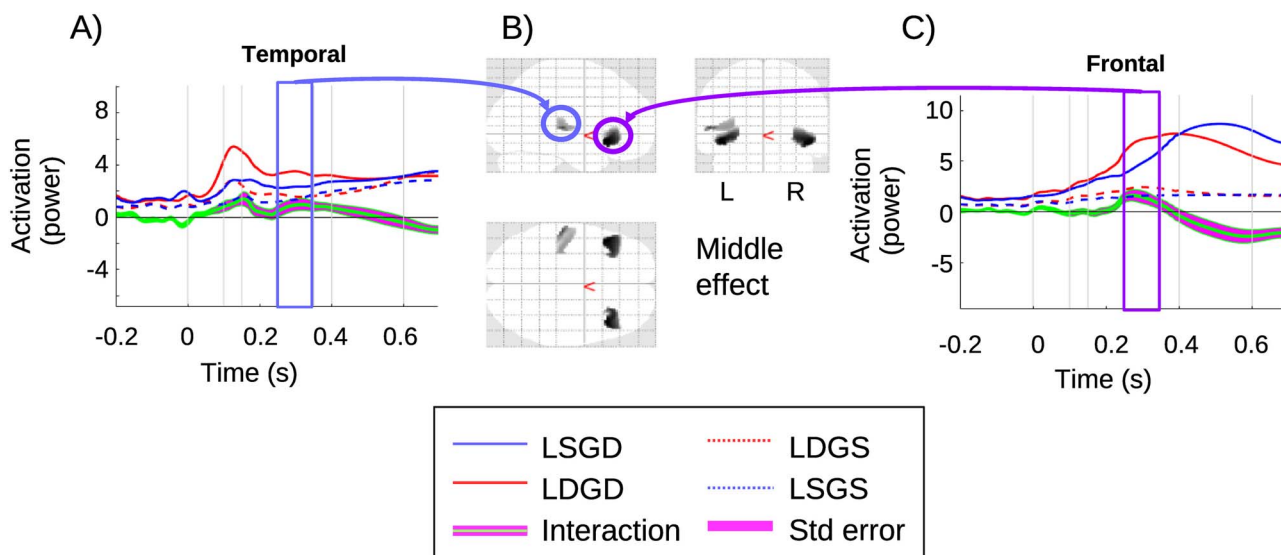 A)
Temporal
Activation
(power)
8
4
0
-4
-0.2 0 0.2 0.4 0.6
Time (s)
B)
<
<
L R
<
Middle
effect
C)
Frontal
Activation
(power)
10
5
0
-5
-0.2 0 0.2 0.4 0.6
Time (s)
LSGD LDGS
LDGD LSGS
Interaction Std error